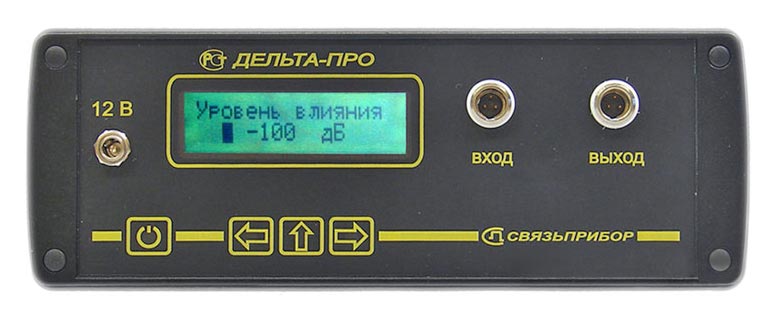 ДЕЛЬТА-ПРО
12 В
Уровень влияния
-100 дБ
ВХОД
ВЫХОД
СВЯЗЬПРИБОР